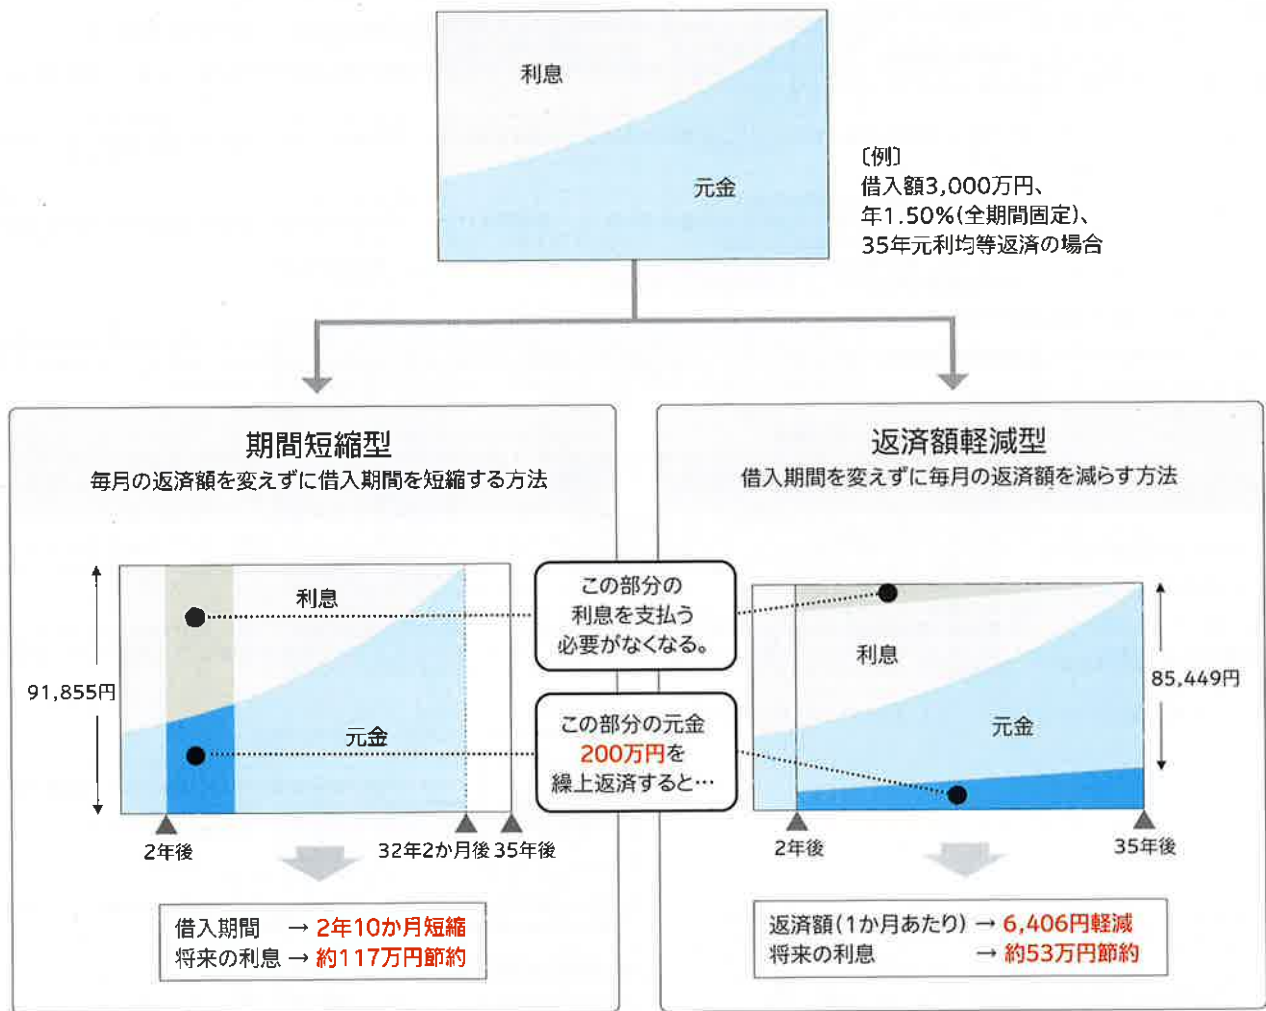 利息
元金
〔例〕
借入額3,000万円、
年1.50%(全期間固定)、
35年元利均等返済の場合
期間短縮型
毎月の返済額を変えずに借入期間を短縮する方法
利息
元金
91,855円
2年後
32年2か月後
35年後
借入期間 → 2年10か月短縮
将来の利息 → 約117万円節約
この部分の
利息を支払う
必要がなくなる。
この部分の元金
200万円を
繰上返済すると…
返済額軽減型
借入期間を変えずに毎月の返済額を減らす方法
利息
元金
85,449円
2年後
35年後
返済額(1か月あたり) → 6,406円軽減
将来の利息 → 約53万円節約